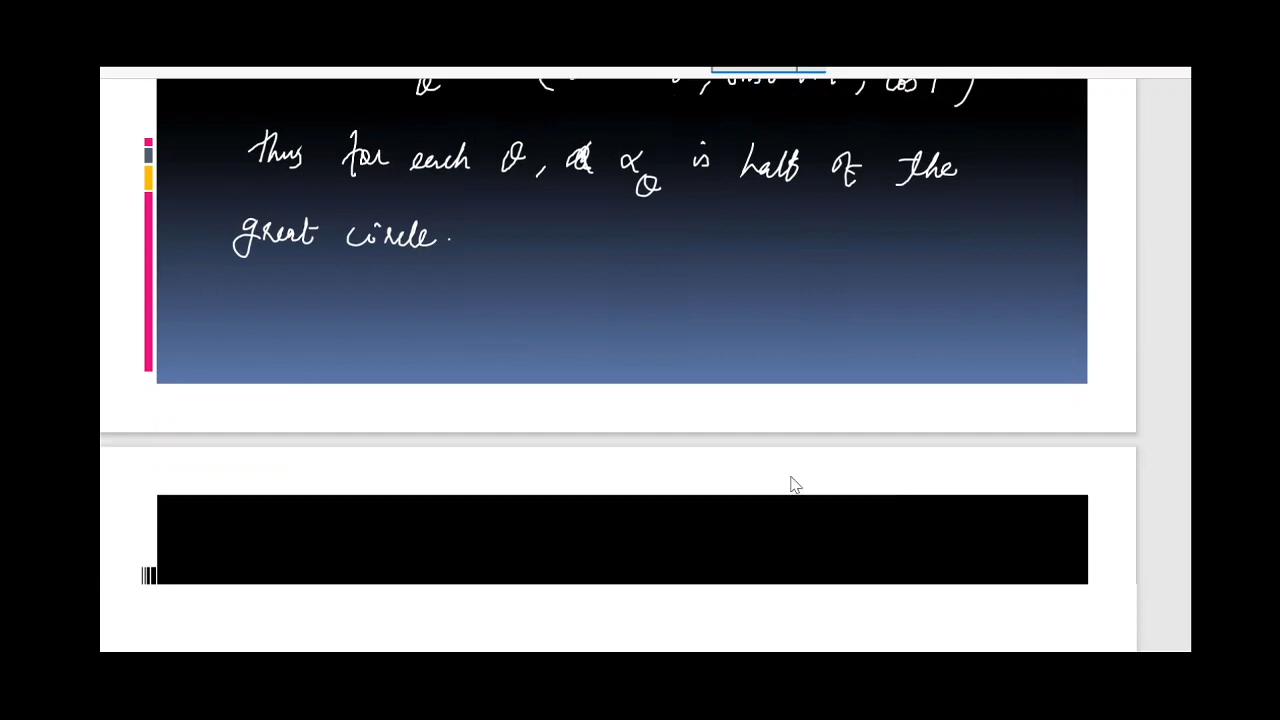 θ
thus for each θ, α_θ is half of the
great circle.